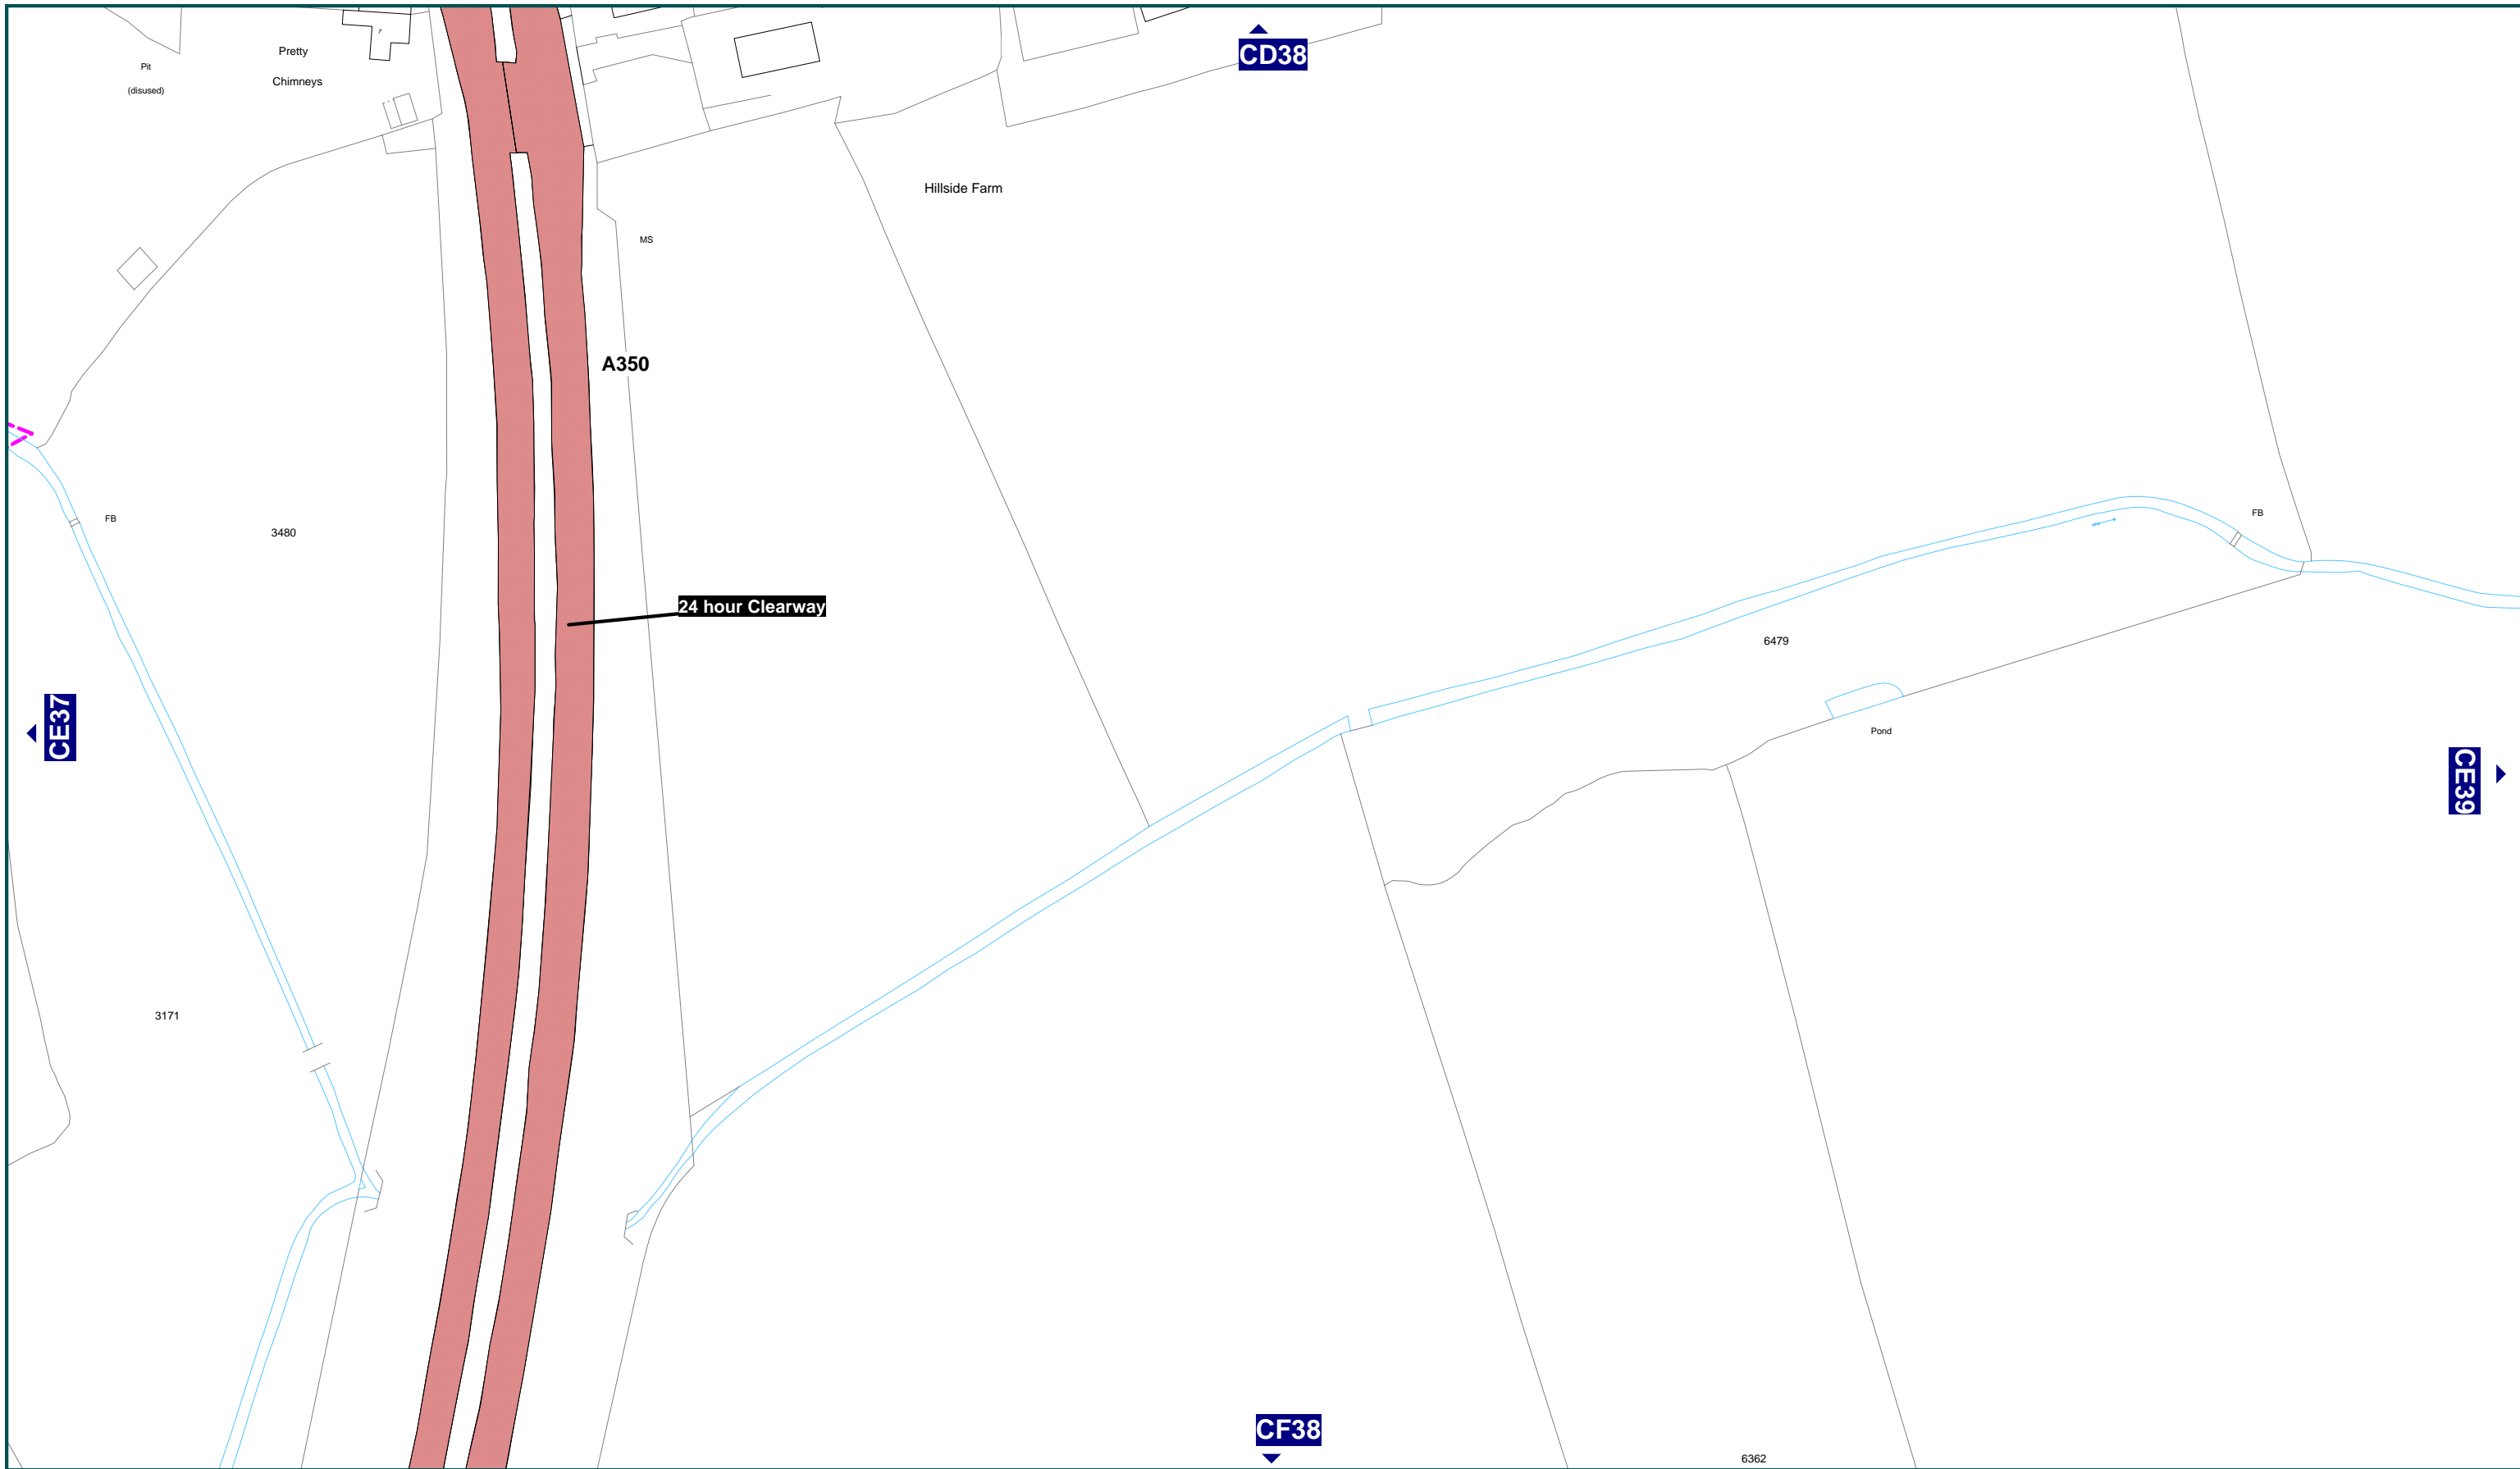 CD38
Pretty
Pit
Chimneys
(disused)
Hillside Farm
MS
A350
FB
FB
3480
24 hour Clearway
6479
CE37
Pond
CE39
3171
CF38
6362